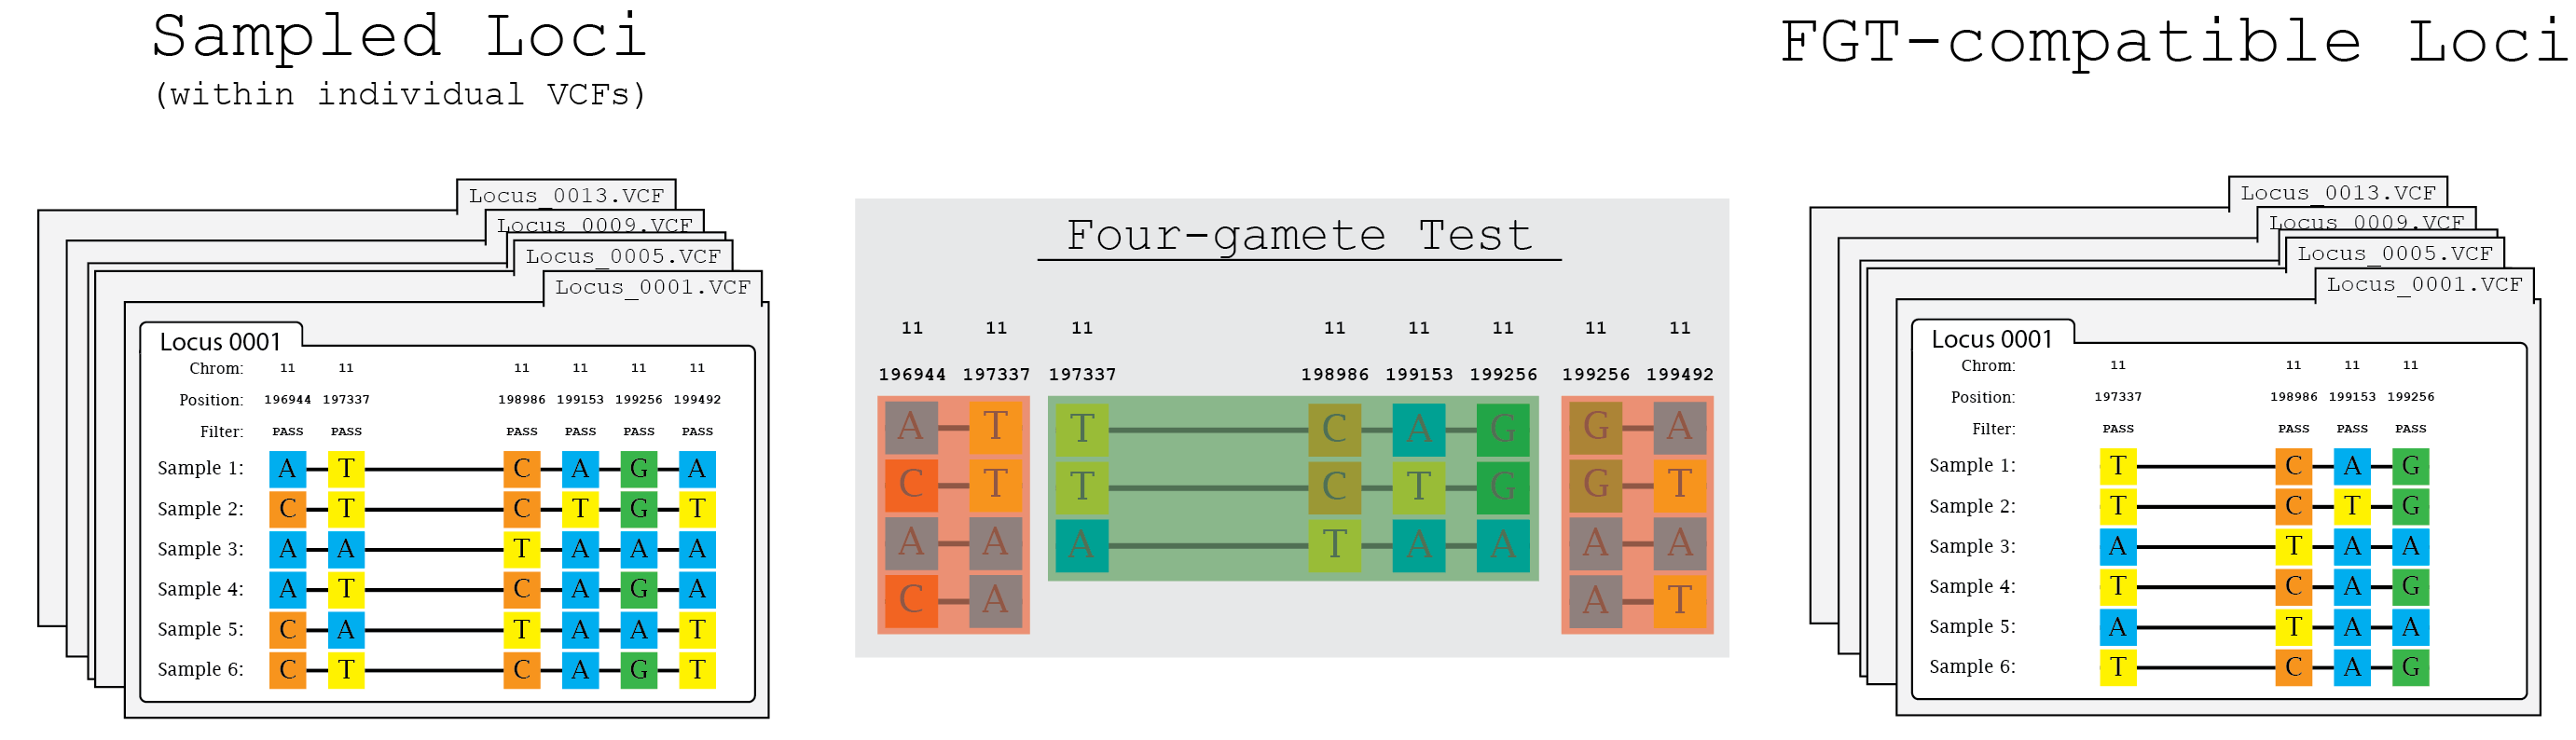 Sampled Loci
(within individual VCFs)
Locus_0013.VCF
Locus_0009.VCF
Locus_0005.VCF
Locus_0001.VCF
Locus 0001
Chrom: 11 11 11 11 11 11
Position: 196944 197337 198986 199153 199256 199492
Filter: PASS PASS PASS PASS PASS PASS
Sample 1: A T C A G A
Sample 2: C T C T G T
Sample 3: A A T A A A
Sample 4: A T C A G A
Sample 5: C A T A A T
Sample 6: C T C A G T
Four-gamete Test
11 11 11 11 11 11 11 11
196944 197337 197337 198986 199153 199256 199256 199492
A T T C A G G A
C T T C T G G T
A A A T A A A A
C A A T
FGT-compatible Loci
Locus_0013.VCF
Locus_0009.VCF
Locus_0005.VCF
Locus_0001.VCF
Locus 0001
Chrom: 11 11 11 11
Position: 197337 198986 199153 199256
Filter: PASS PASS PASS PASS
Sample 1: T C A G
Sample 2: T C T G
Sample 3: A T A A
Sample 4: T C A G
Sample 5: A T A A
Sample 6: T C A G